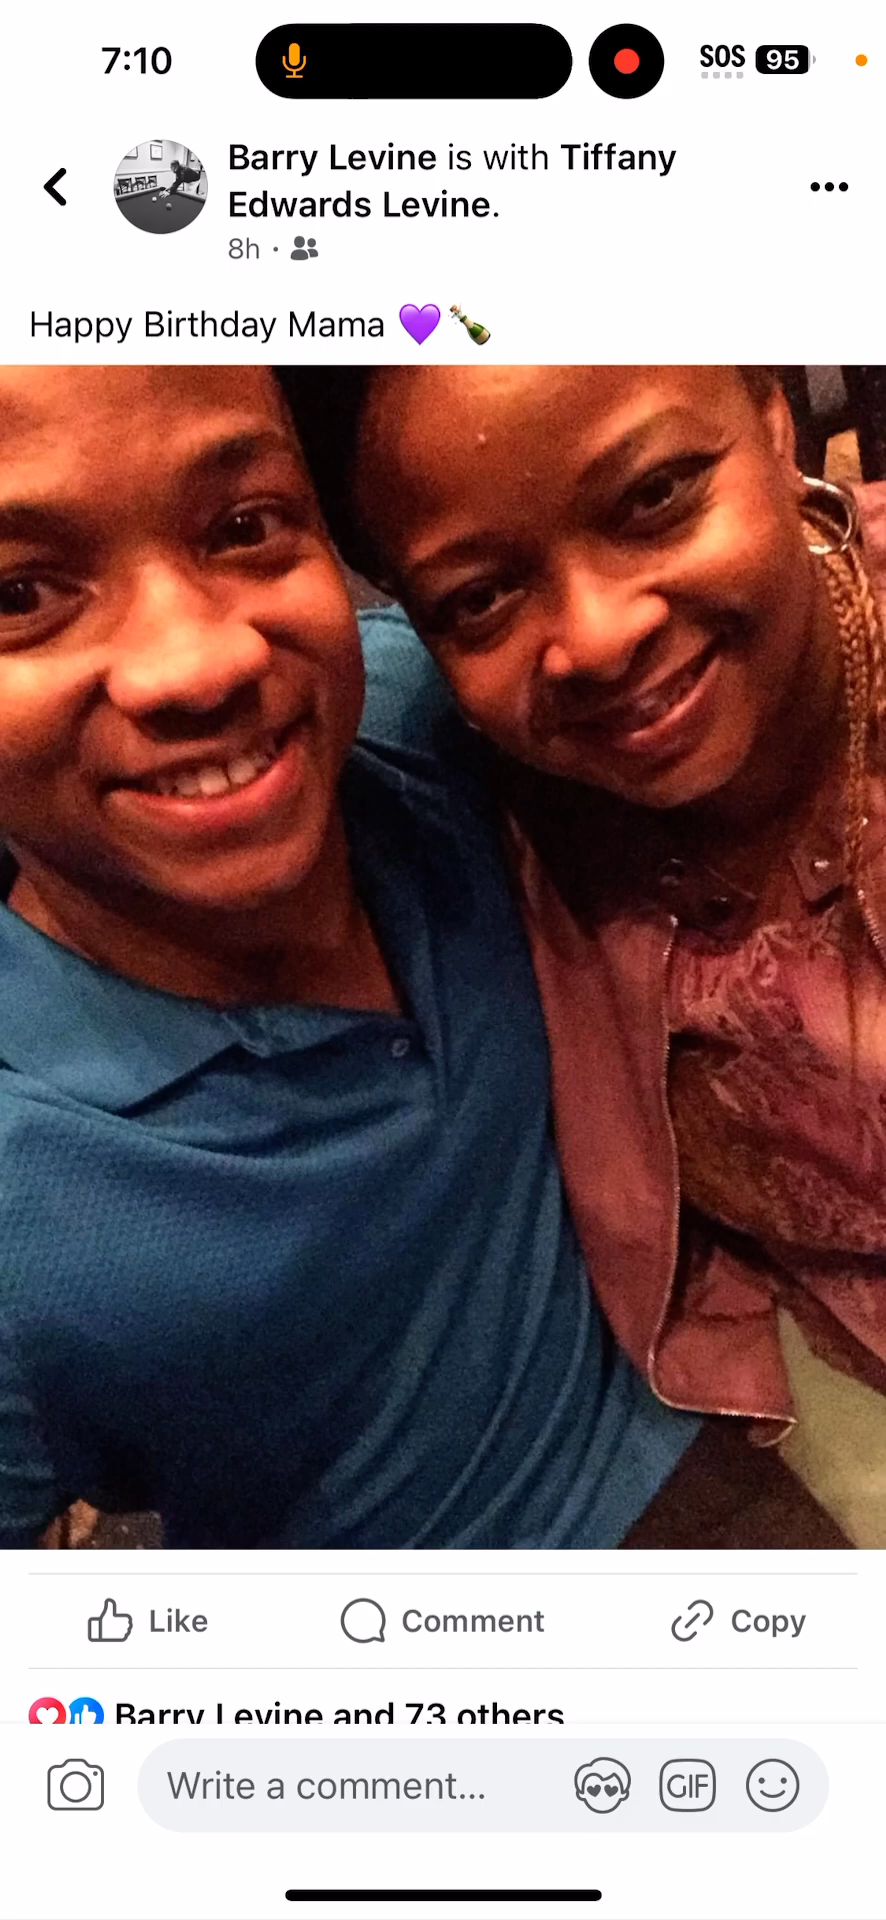 7:10
SOS 95
Barry Levine is with Tiffany
Edwards Levine.
8h ·
Happy Birthday Mama 💜🍾
Like
Comment
Copy
Barry Levine and 73 others
Write a comment...
GIF